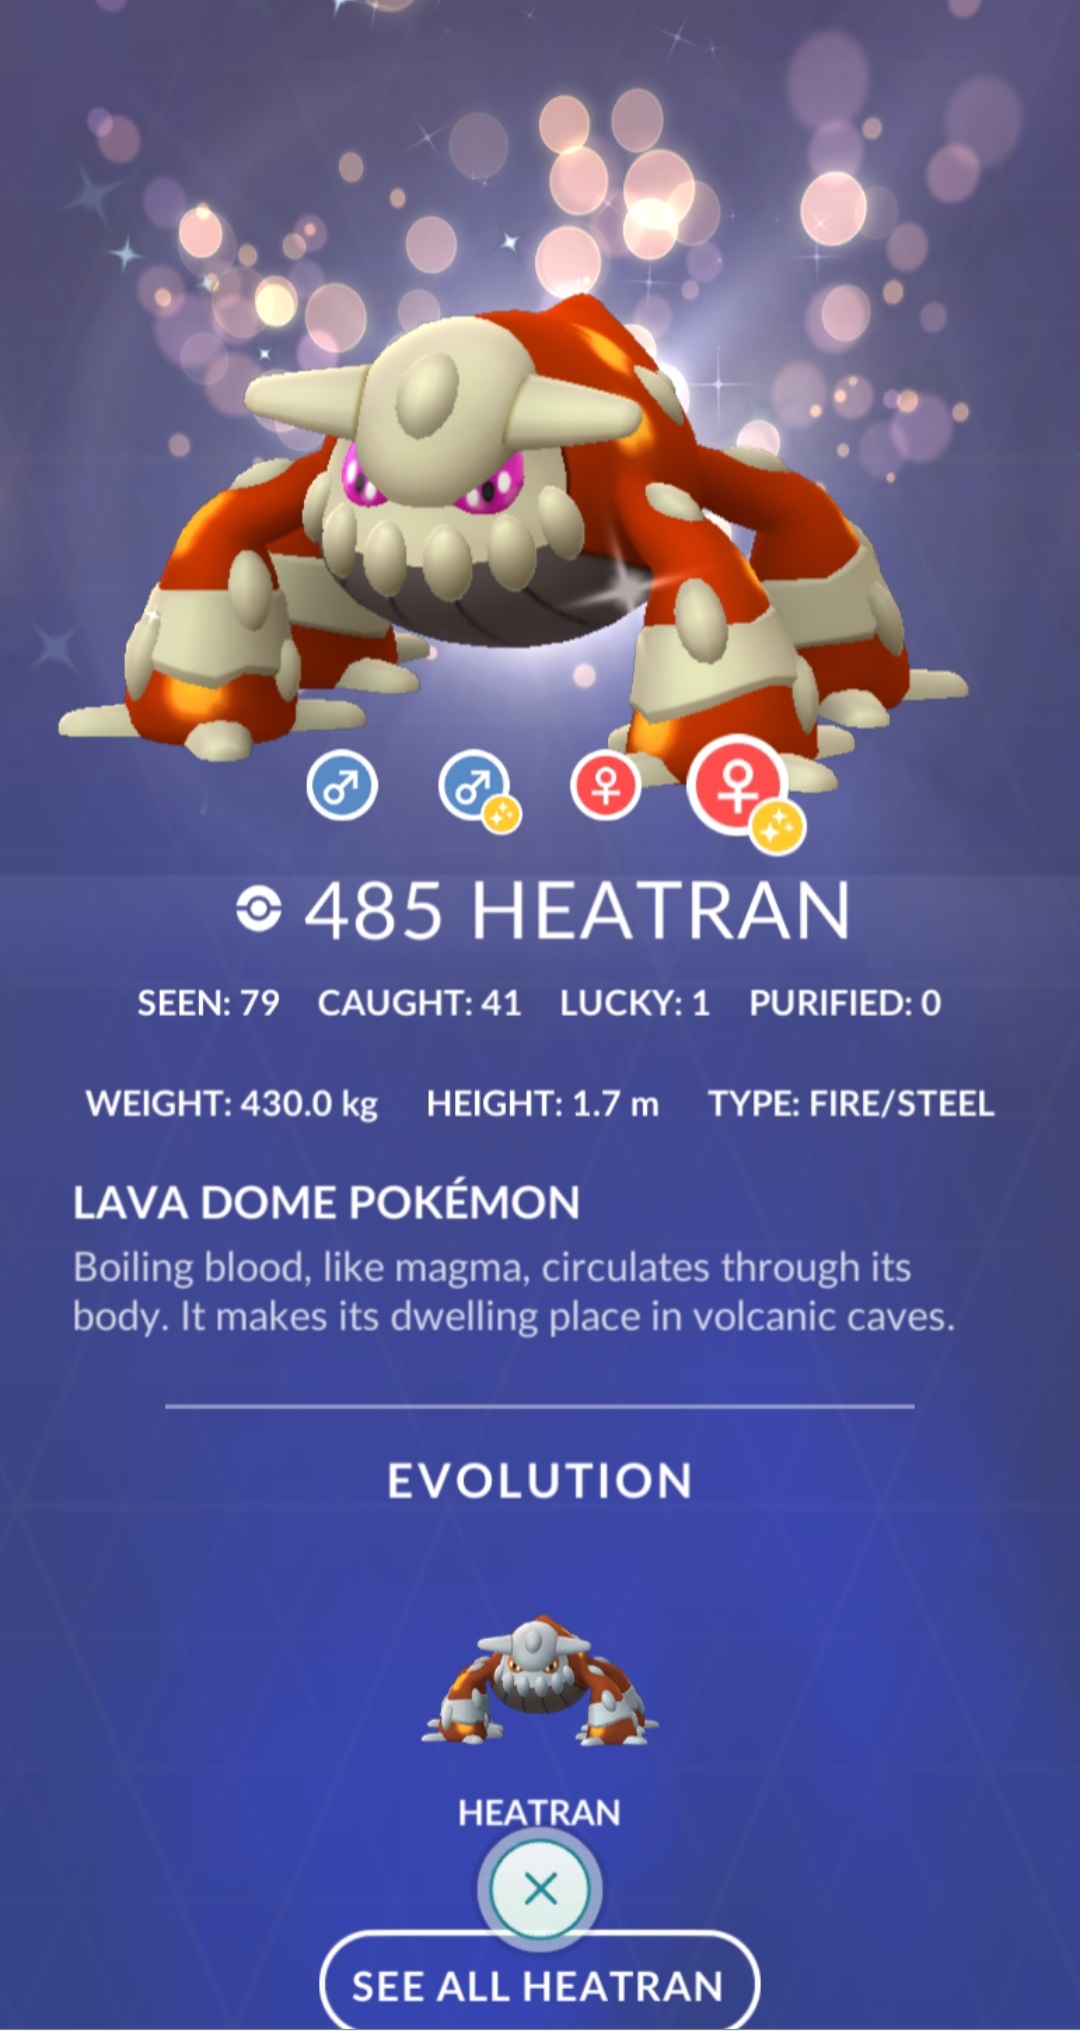 485 HEATRAN
SEEN: 79 CAUGHT: 41 LUCKY: 1 PURIFIED: 0
WEIGHT: 430.0 kg HEIGHT: 1.7 m TYPE: FIRE/STEEL
LAVA DOME POKÉMON
Boiling blood, like magma, circulates through its
body. It makes its dwelling place in volcanic caves.
EVOLUTION
HEATRAN
SEE ALL HEATRAN